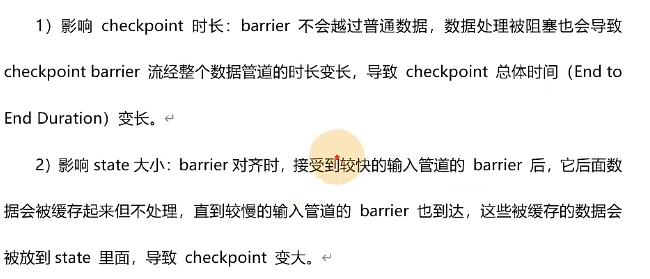 1）影响 checkpoint 时长：barrier 不会越过普通数据，数据处理被阻塞也会导致
checkpoint barrier 流经整个数据管道的时长变长，导致 checkpoint 总体时间（End to
End Duration）变长。
2）影响 state 大小：barrier 对齐时，接受到较快的输入管道的 barrier 后，它后面数
据会被缓存起来但不处理，直到较慢的输入管道的 barrier 也到达，这些被缓存的数据会
被放到 state 里面，导致 checkpoint 变大。